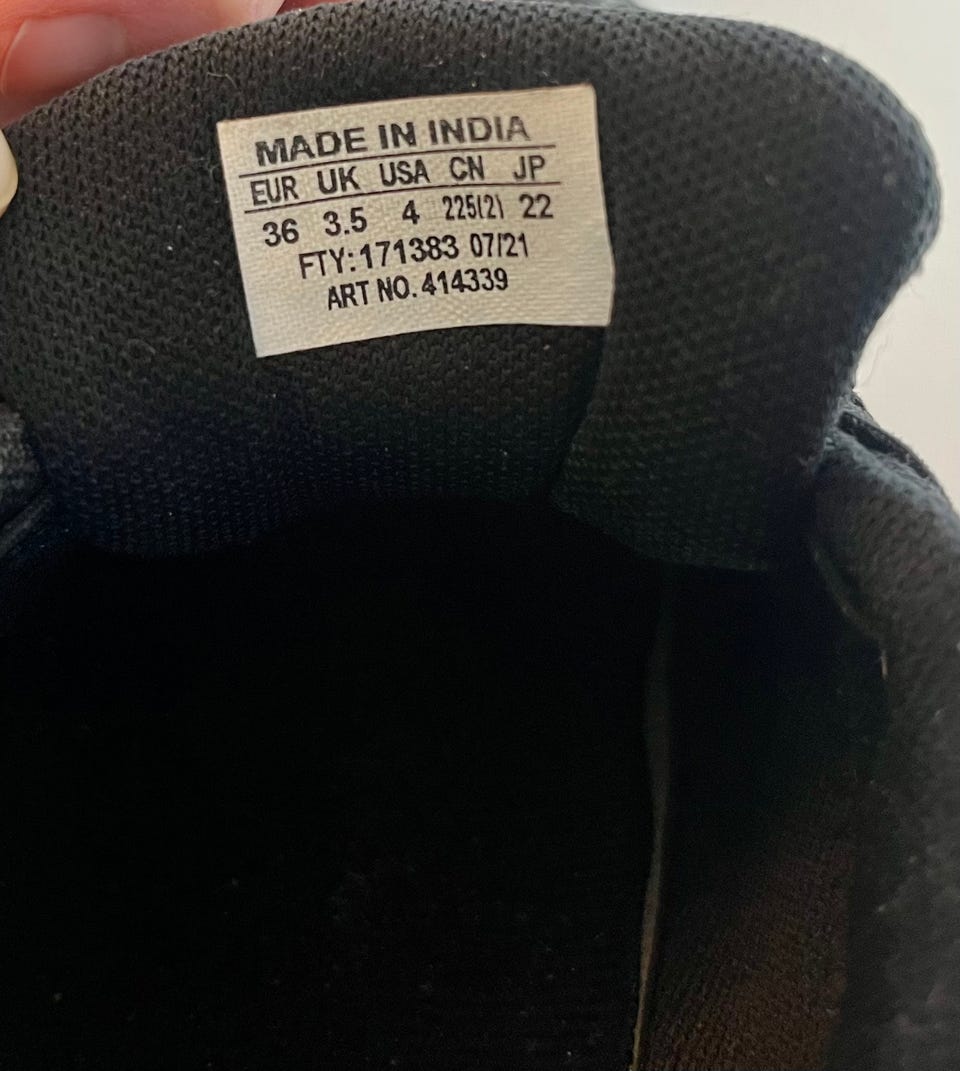 MADE IN INDIA
EUR UK USA CN JP
36 3.5 4 225(2) 22
FTY:171383 07/21
ART NO. 414339